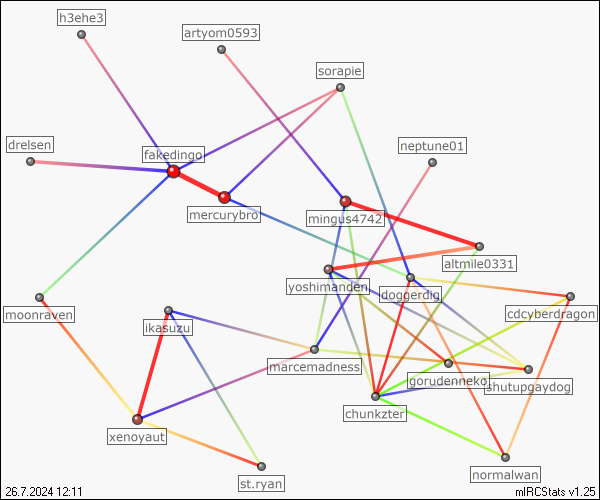 h3ehe3
artyom0593
sorapie
drelsen
fakedingo
neptune01
mercurybro
mingus4742
altmile0331
yoshimanden
doggerdig
moonraven
ikasuzu
cdcyberdragon
marcemadness
gorudenneko
shutupgaydog
chunkzter
xenoyaut
normalwan
st.ryan
26.7.2024 12:11
mIRCStats v1.25